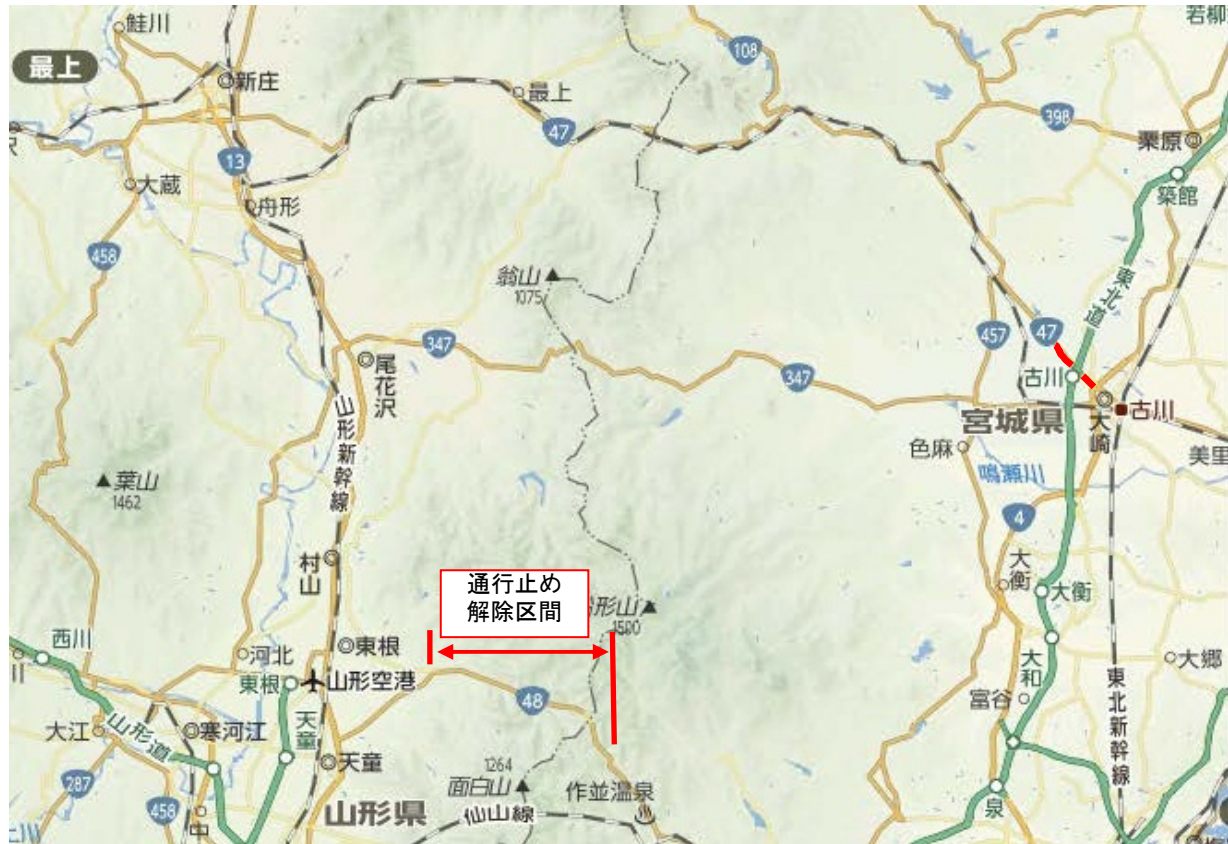 鮭川
若柳
最上
新庄
最上
108
47
398
栗原
13
築館
大蔵
舟形
458
翁山
1075
東北道
347
尾花沢
347
457
47
古川
大崎
古川
宮城県
色麻
美里
鳴瀬川
葉山
1462
山形新幹線
4
村山
通行止め
解除区間
形山
1500
大衡
大衡
西川
川
河北
東根
東根
山形空港
48
大和
大郷
富谷
東北新幹線
大江
山形道
寒河江
天童
天童
1264
面白山
作並温泉
287
458
中
山形県
仙山線
泉
上川